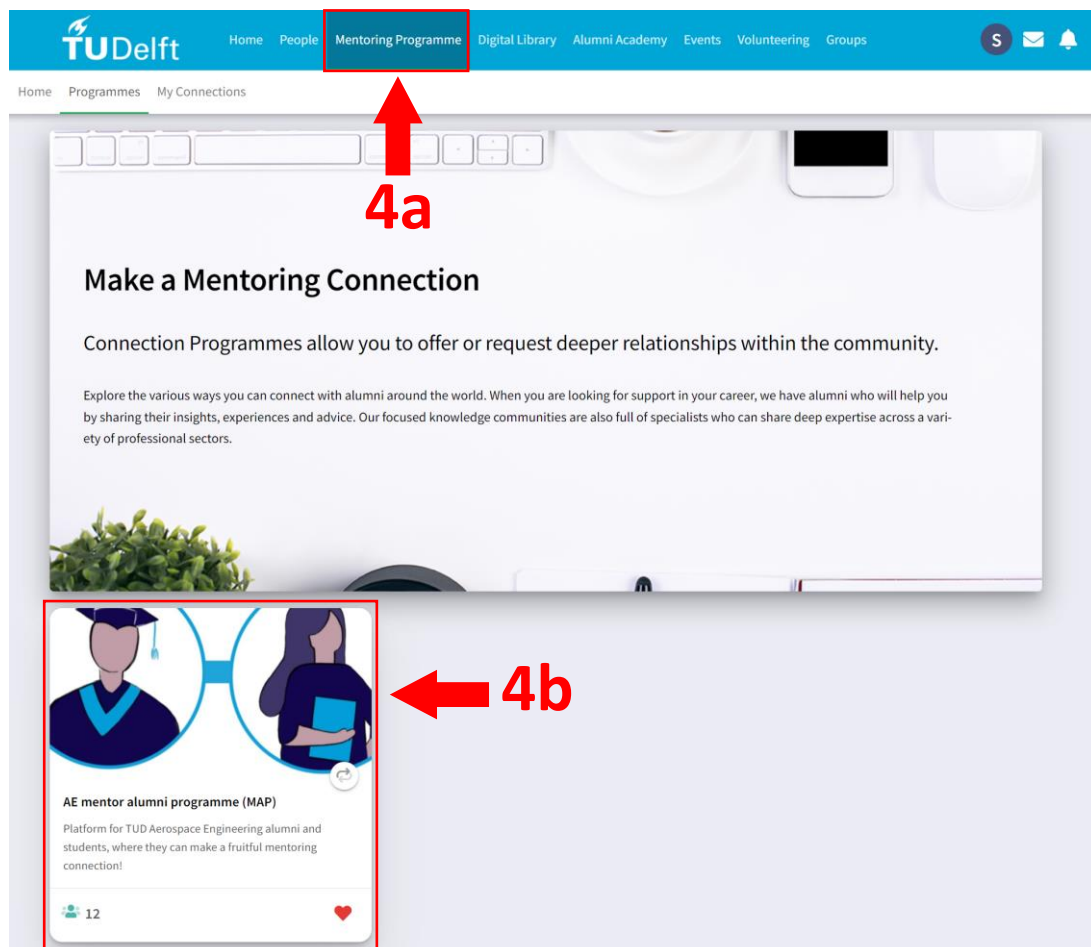 TUDelft
Home People Mentoring Programme Digital Library Alumni Academy Events Volunteering Groups S
Home Programmes My Connections
4a
Make a Mentoring Connection
Connection Programmes allow you to offer or request deeper relationships within the community.
Explore the various ways you can connect with alumni around the world. When you are looking for support in your career, we have alumni who will help you
by sharing their insights, experiences and advice. Our focused knowledge communities are also full of specialists who can share deep expertise across a vari-
ety of professional sectors.
4b
AE mentor alumni programme (MAP)
Platform for TUD Aerospace Engineering alumni and
students, where they can make a fruitful mentoring
connection!
12